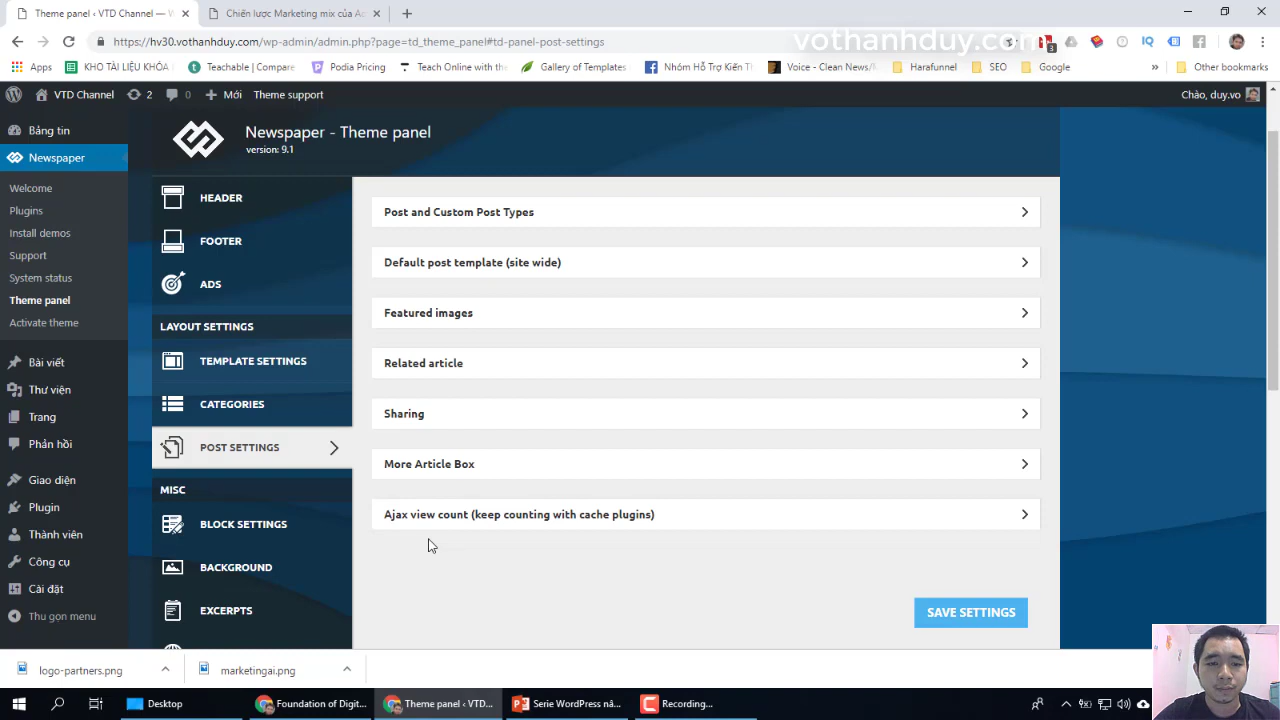 Theme panel ‹ VTD Channel — W
Chiến lược Newspaper mix của Ad
https://hv30.vothanhduy.com/wp-admin/admin.php?page=td_theme_panel#td-panel-post-settings
vothanhduy.com
3
Apps
KHO TÀI LIỆU KHÓA
Teachable | Compare
Podia Pricing
Teach Online with the
Gallery of Templates
Nhóm Hỗ Trợ Kiến Th
Voice - Clean News/M
Harafunnel
SEO
Google
»
Other bookmarks
VTD Channel
2
0
Mới
Theme support
Chào, duy.vo
Bảng tin
Newspaper
Welcome
Plugins
Install demos
Support
System status
Theme panel
Activate theme
Bài viết
Thư viện
Trang
Phản hồi
Giao diện
Plugin
Thành viên
Công cụ
Cài đặt
Thu gọn menu
Newspaper - Theme panel
version: 9.1
HEADER
FOOTER
ADS
LAYOUT SETTINGS
TEMPLATE SETTINGS
CATEGORIES
POST SETTINGS
MISC
BLOCK SETTINGS
BACKGROUND
EXCERPTS
Post and Custom Post Types
Default post template (site wide)
Featured images
Related article
Sharing
More Article Box
Ajax view count (keep counting with cache plugins)
SAVE SETTINGS
logo-partners.png
marketingai.png
Desktop
Foundation of Digit...
Theme panel ‹ VTD...
Serie WordPress nâ...
Recording...